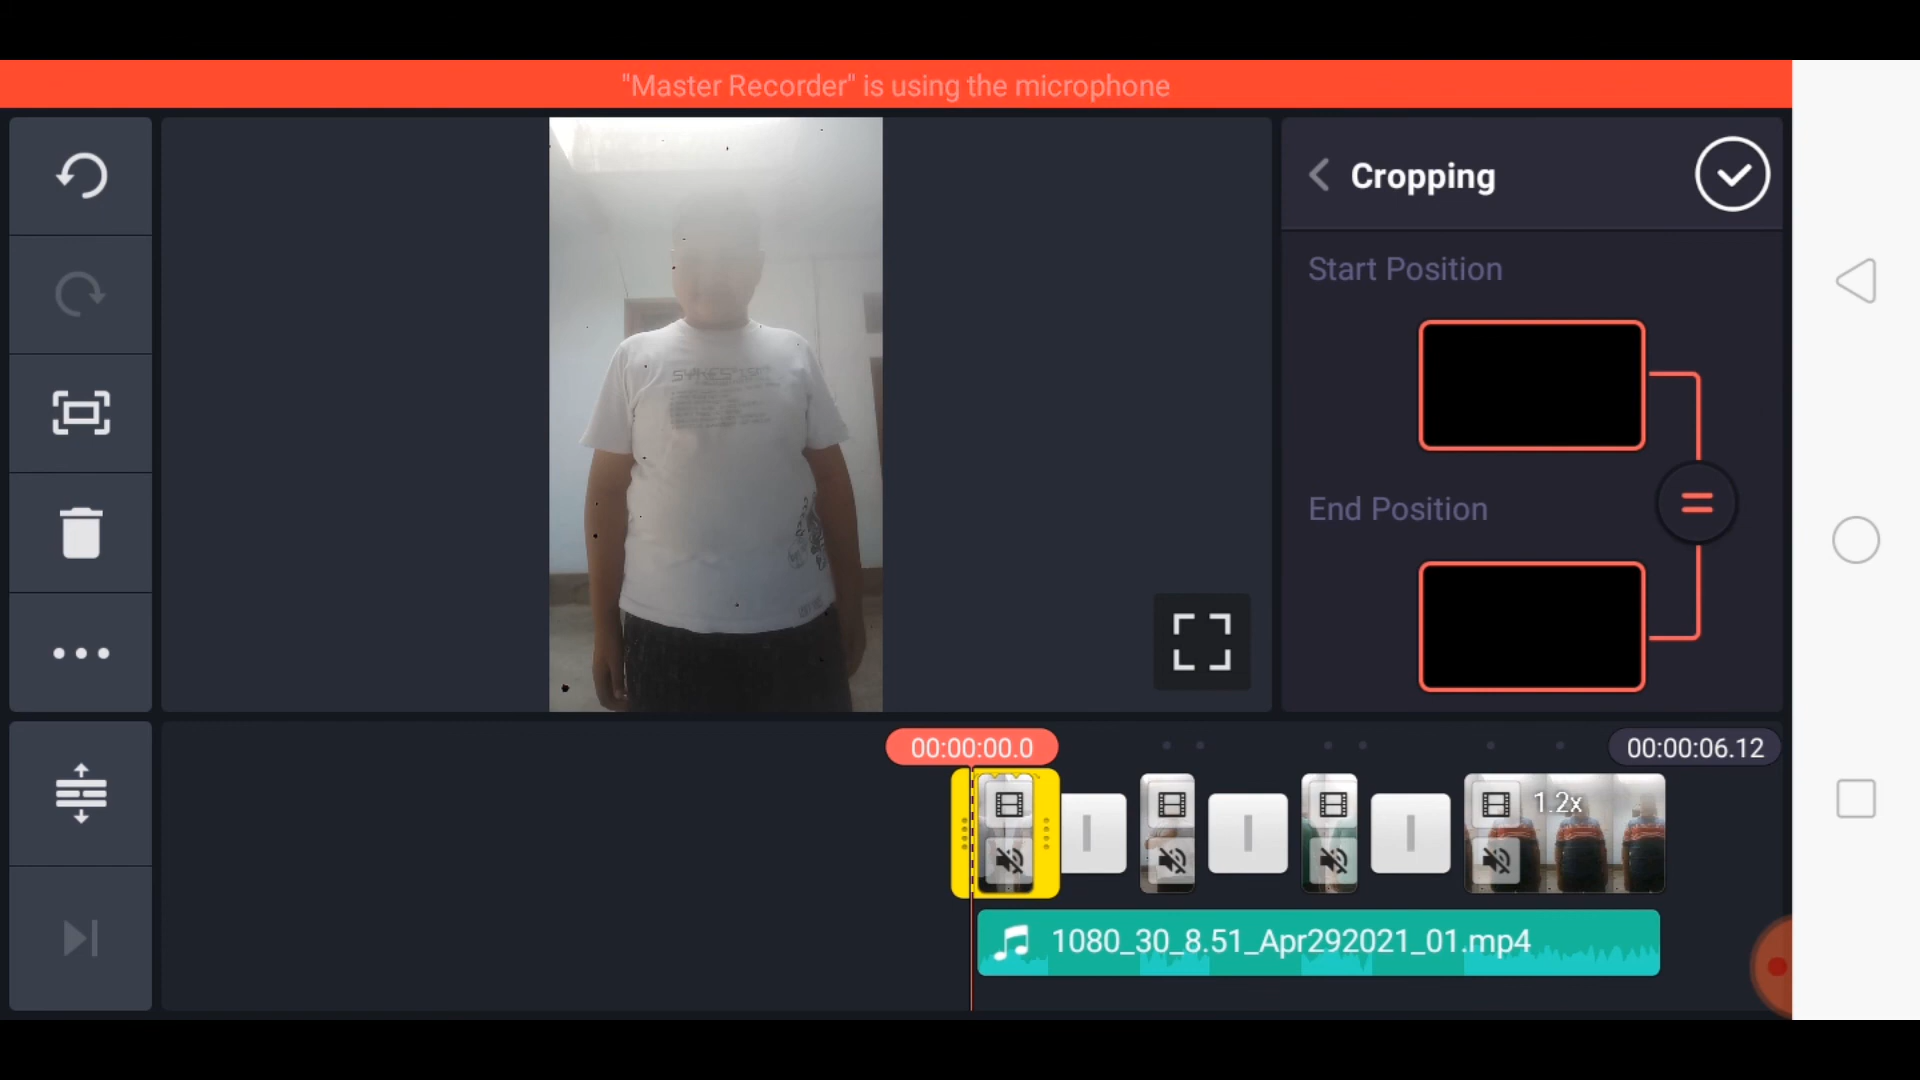 "Master Recorder" is using the microphone
Cropping
Start Position
End Position
00:00:00.0
00:00:06.12
1.2x
1080_30_8.51_Apr292021_01.mp4